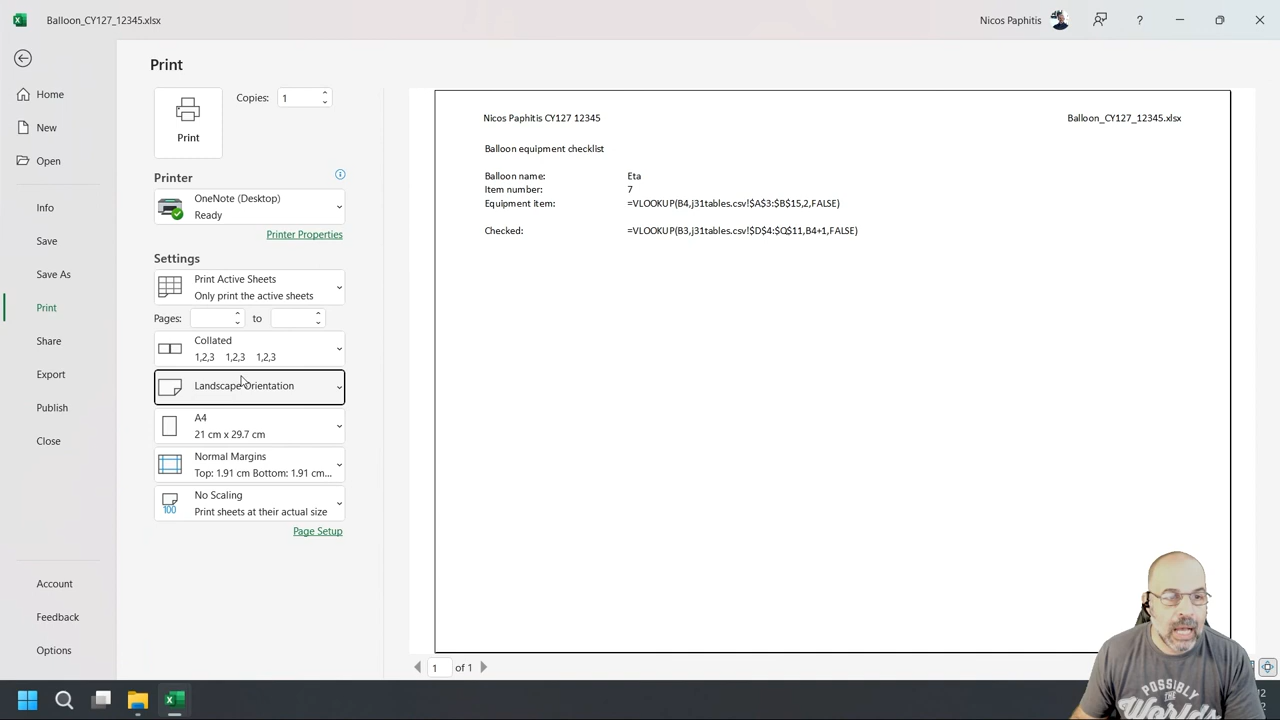 Balloon_CY127_12345.xlsx
Nicos Paphitis
?
Print
Home
New
Open
Info
Save
Save As
Print
Share
Export
Publish
Close
Account
Feedback
Options
Print
Copies: 1
Printer
OneNote (Desktop)
Ready
Printer Properties
Settings
Print Active Sheets
Only print the active sheets
Pages: to
Collated
1,2,3 1,2,3 1,2,3
Landscape Orientation
A4
21 cm x 29.7 cm
Normal Margins
Top: 1.91 cm Bottom: 1.91 cm...
No Scaling
100
Print sheets at their actual size
Page Setup
Nicos Paphitis CY127 12345 Balloon_CY127_12345.xlsx
Balloon equipment checklist
Balloon name: Eta
Item number: 7
Equipment item: =VLOOKUP(B4,j31tables.csv!$A$3:$B$15,2,FALSE)
Checked: =VLOOKUP(B3,j31tables.csv!$D$4:$Q$11,B4+1,FALSE)
1 of 1
POSSIBLY
THE